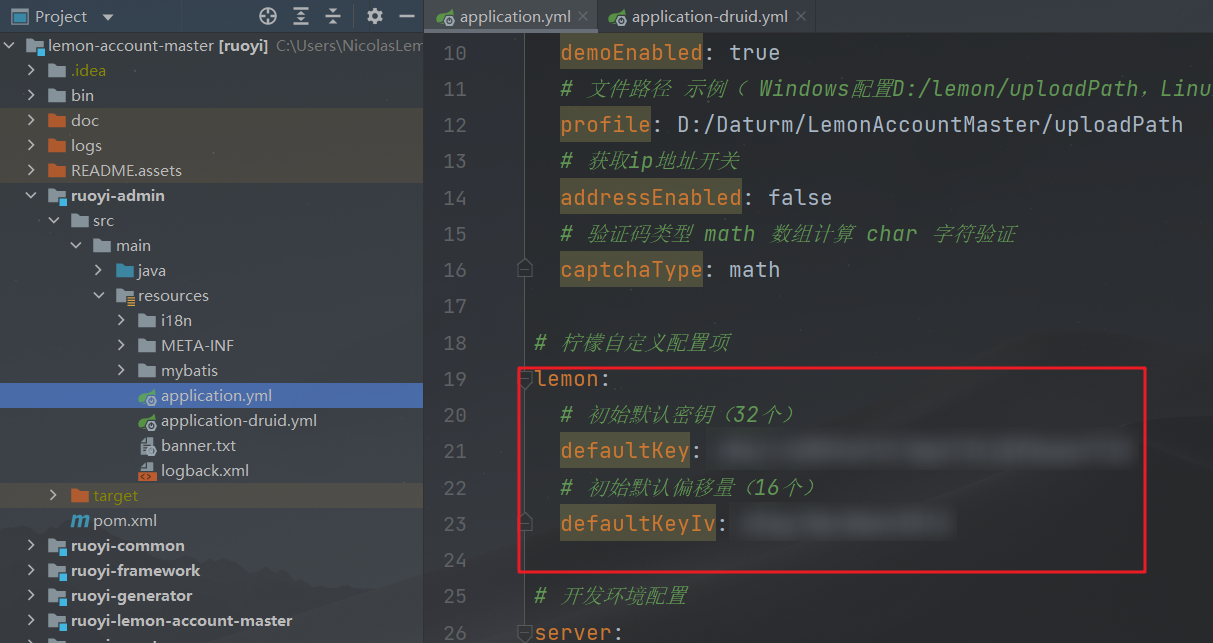 Project
application.yml
application-druid.yml
lemon-account-master [ruoyi] C:\Users\NicolasLem
.idea
bin
doc
logs
README.assets
ruoyi-admin
src
main
java
resources
i18n
META-INF
mybatis
application.yml
application-druid.yml
banner.txt
logback.xml
target
pom.xml
ruoyi-common
ruoyi-framework
ruoyi-generator
ruoyi-lemon-account-master
10 demoEnabled: true
11 # 文件路径 示例（ Windows配置D:/lemon/uploadPath，Linu
12 profile: D:/Daturm/LemonAccountMaster/uploadPath
13 # 获取ip地址开关
14 addressEnabled: false
15 # 验证码类型 math 数组计算 char 字符验证
16 captchaType: math
17
18 # 柠檬自定义配置项
19 lemon:
20 # 初始默认密钥（32个）
21 defaultKey:
22 # 初始默认偏移量（16个）
23 defaultKeyIv:
24
25 # 开发环境配置
26 server: